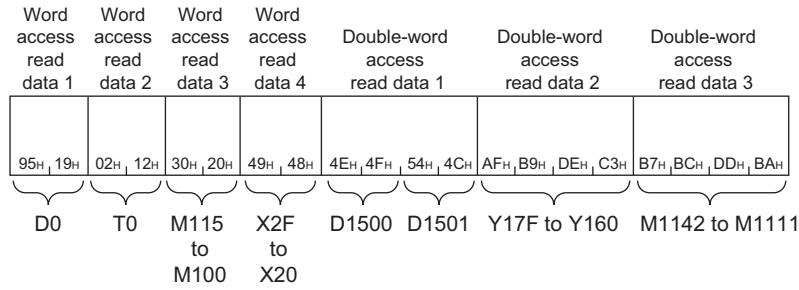 Word Word Word Word
access access access access Double-word Double-word Double-word
read read read read access access access
data 1 data 2 data 3 data 4 read data 1 read data 2 read data 3
95H 19H 02H 12H 30H 20H 49H 48H 4EH 4FH 54H 4CH AFH B9H DEH C3H B7H BCH DDH BAH
D0 T0 M115 X2F D1500 D1501 Y17F to Y160 M1142 to M1111
to to
M100 X20